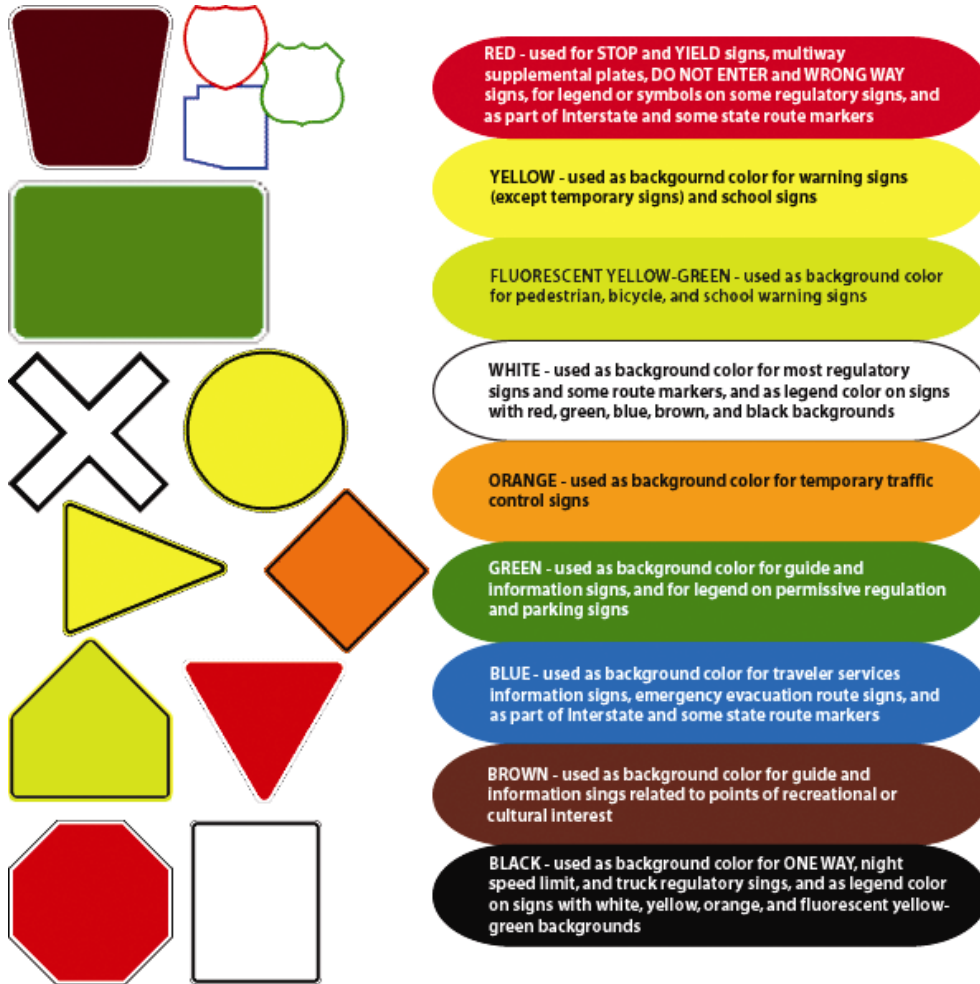 RED - used for STOP and YIELD signs, multiway
supplemental plates, DO NOT ENTER and WRONG WAY
signs, for legend or symbols on some regulatory signs, and
as part of Interstate and some state route markers
YELLOW - used as backgournd color for warning signs
(except temporary signs) and school signs
FLUORESCENT YELLOW-GREEN - used as background color
for pedestrian, bicycle, and school warning signs
WHITE - used as background color for most regulatory
signs and some route markers, and as legend color on signs
with red, green, blue, brown, and black backgrounds
ORANGE - used as background color for temporary traffic
control signs
GREEN - used as background color for guide and
information signs, and for legend on permissive regulation
and parking signs
BLUE - used as background color for traveler services
information signs, emergency evacuation route signs, and
as part of Interstate and some state route markers
BROWN - used as background color for guide and
information sings related to points of recreational or
cultural interest
BLACK - used as background color for ONE WAY, night
speed limit, and truck regulatory sings, and as legend color
on signs with white, yellow, orange, and fluorescent yellow-
green backgrounds